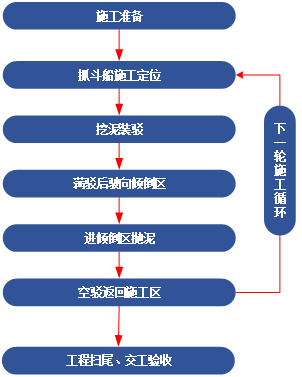 施工准备
抓斗船施工定位
挖泥装驳
满驳后驶向倾倒区
进倾倒区抛泥
空驳返回施工区
工程扫尾、交工验收
下一轮施工循环